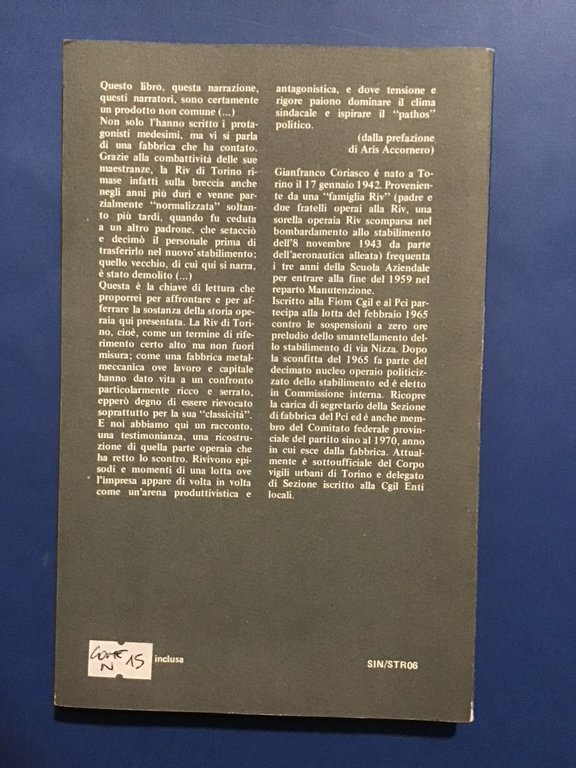 Questo libro, questa narrazione,
questi narratori, sono certamente
un prodotto non comune (...)
Non solo l'hanno scritto i prota-
gonisti medesimi, ma vi si parla
di una fabbrica che ha contato.
Grazie alla combattività delle sue
maestranze, la Riv di Torino ri-
mase infatti sulla breccia anche
negli anni più duri e venne par-
zialmente "normalizzata" soltan-
to più tardi, quando fu ceduta
a un altro padrone, che setacciò
e decimò il personale prima di
trasferirlo nel nuovo stabilimento;
quello vecchio, di cui qui si narra,
è stato demolito (...)
Questa è la chiave di lettura che
proporrei per affrontare e per af-
ferrare la sostanza della storia ope-
raia qui presentata. La Riv di Tori-
no, cioè, come un termine di rife-
rimento certo alto ma non fuori
misura; come una fabbrica metal-
meccanica ove lavoro e capitale
hanno dato vita a un confronto
particolarmente ricco e serrato,
epperò degno di essere rievocato
soprattutto per la sua "classicità".
E noi abbiamo qui un racconto,
una testimonianza, una ricostru-
zione di quella parte operaia che
ha retto lo scontro. Rivivono epi-
sodi e momenti di una lotta ove
l'impresa appare di volta in volta
come un'arena produttivistica e
antagonistica, e dove tensione e
rigore paiono dominare il clima
sindacale e ispirare il "pathos"
politico.
(dalla prefazione
di Aris Accornero)
Gianfranco Coriasco è nato a To-
rino il 17 gennaio 1942. Provenien-
te da una "famiglia Riv" (padre e
due fratelli operai alla Riv, una
sorella operaia Riv scomparsa nel
bombardamento allo stabilimento
dell'8 novembre 1943 da parte
dell'aeronautica alleata) frequenta
i tre anni della Scuola Aziendale
per entrare alla fine del 1959 nel
reparto Manutenzione.
Iscritto alla Fiom Cgil e al Pci par-
tecipa alla lotta del febbraio 1965
contro le sospensioni a zero ore
preludio dello smantellamento del-
lo stabilimento di via Nizza. Dopo
la sconfitta del 1965 fa parte del
decimato nucleo operaio politiciz-
zato dello stabilimento ed è eletto
in Commissione interna. Ricopre
la carica di segretario della Sezione
di fabbrica del Pci ed è anche mem-
bro del Comitato federale provin-
ciale del partito sino al 1970, anno
in cui esce dalla fabbrica. Attual-
mente è sottoufficiale del Corpo
vigili urbani di Torino e delegato
di Sezione iscritto alla Cgil Enti
locali.
COME
N 15
inclusa
SIN/STR06